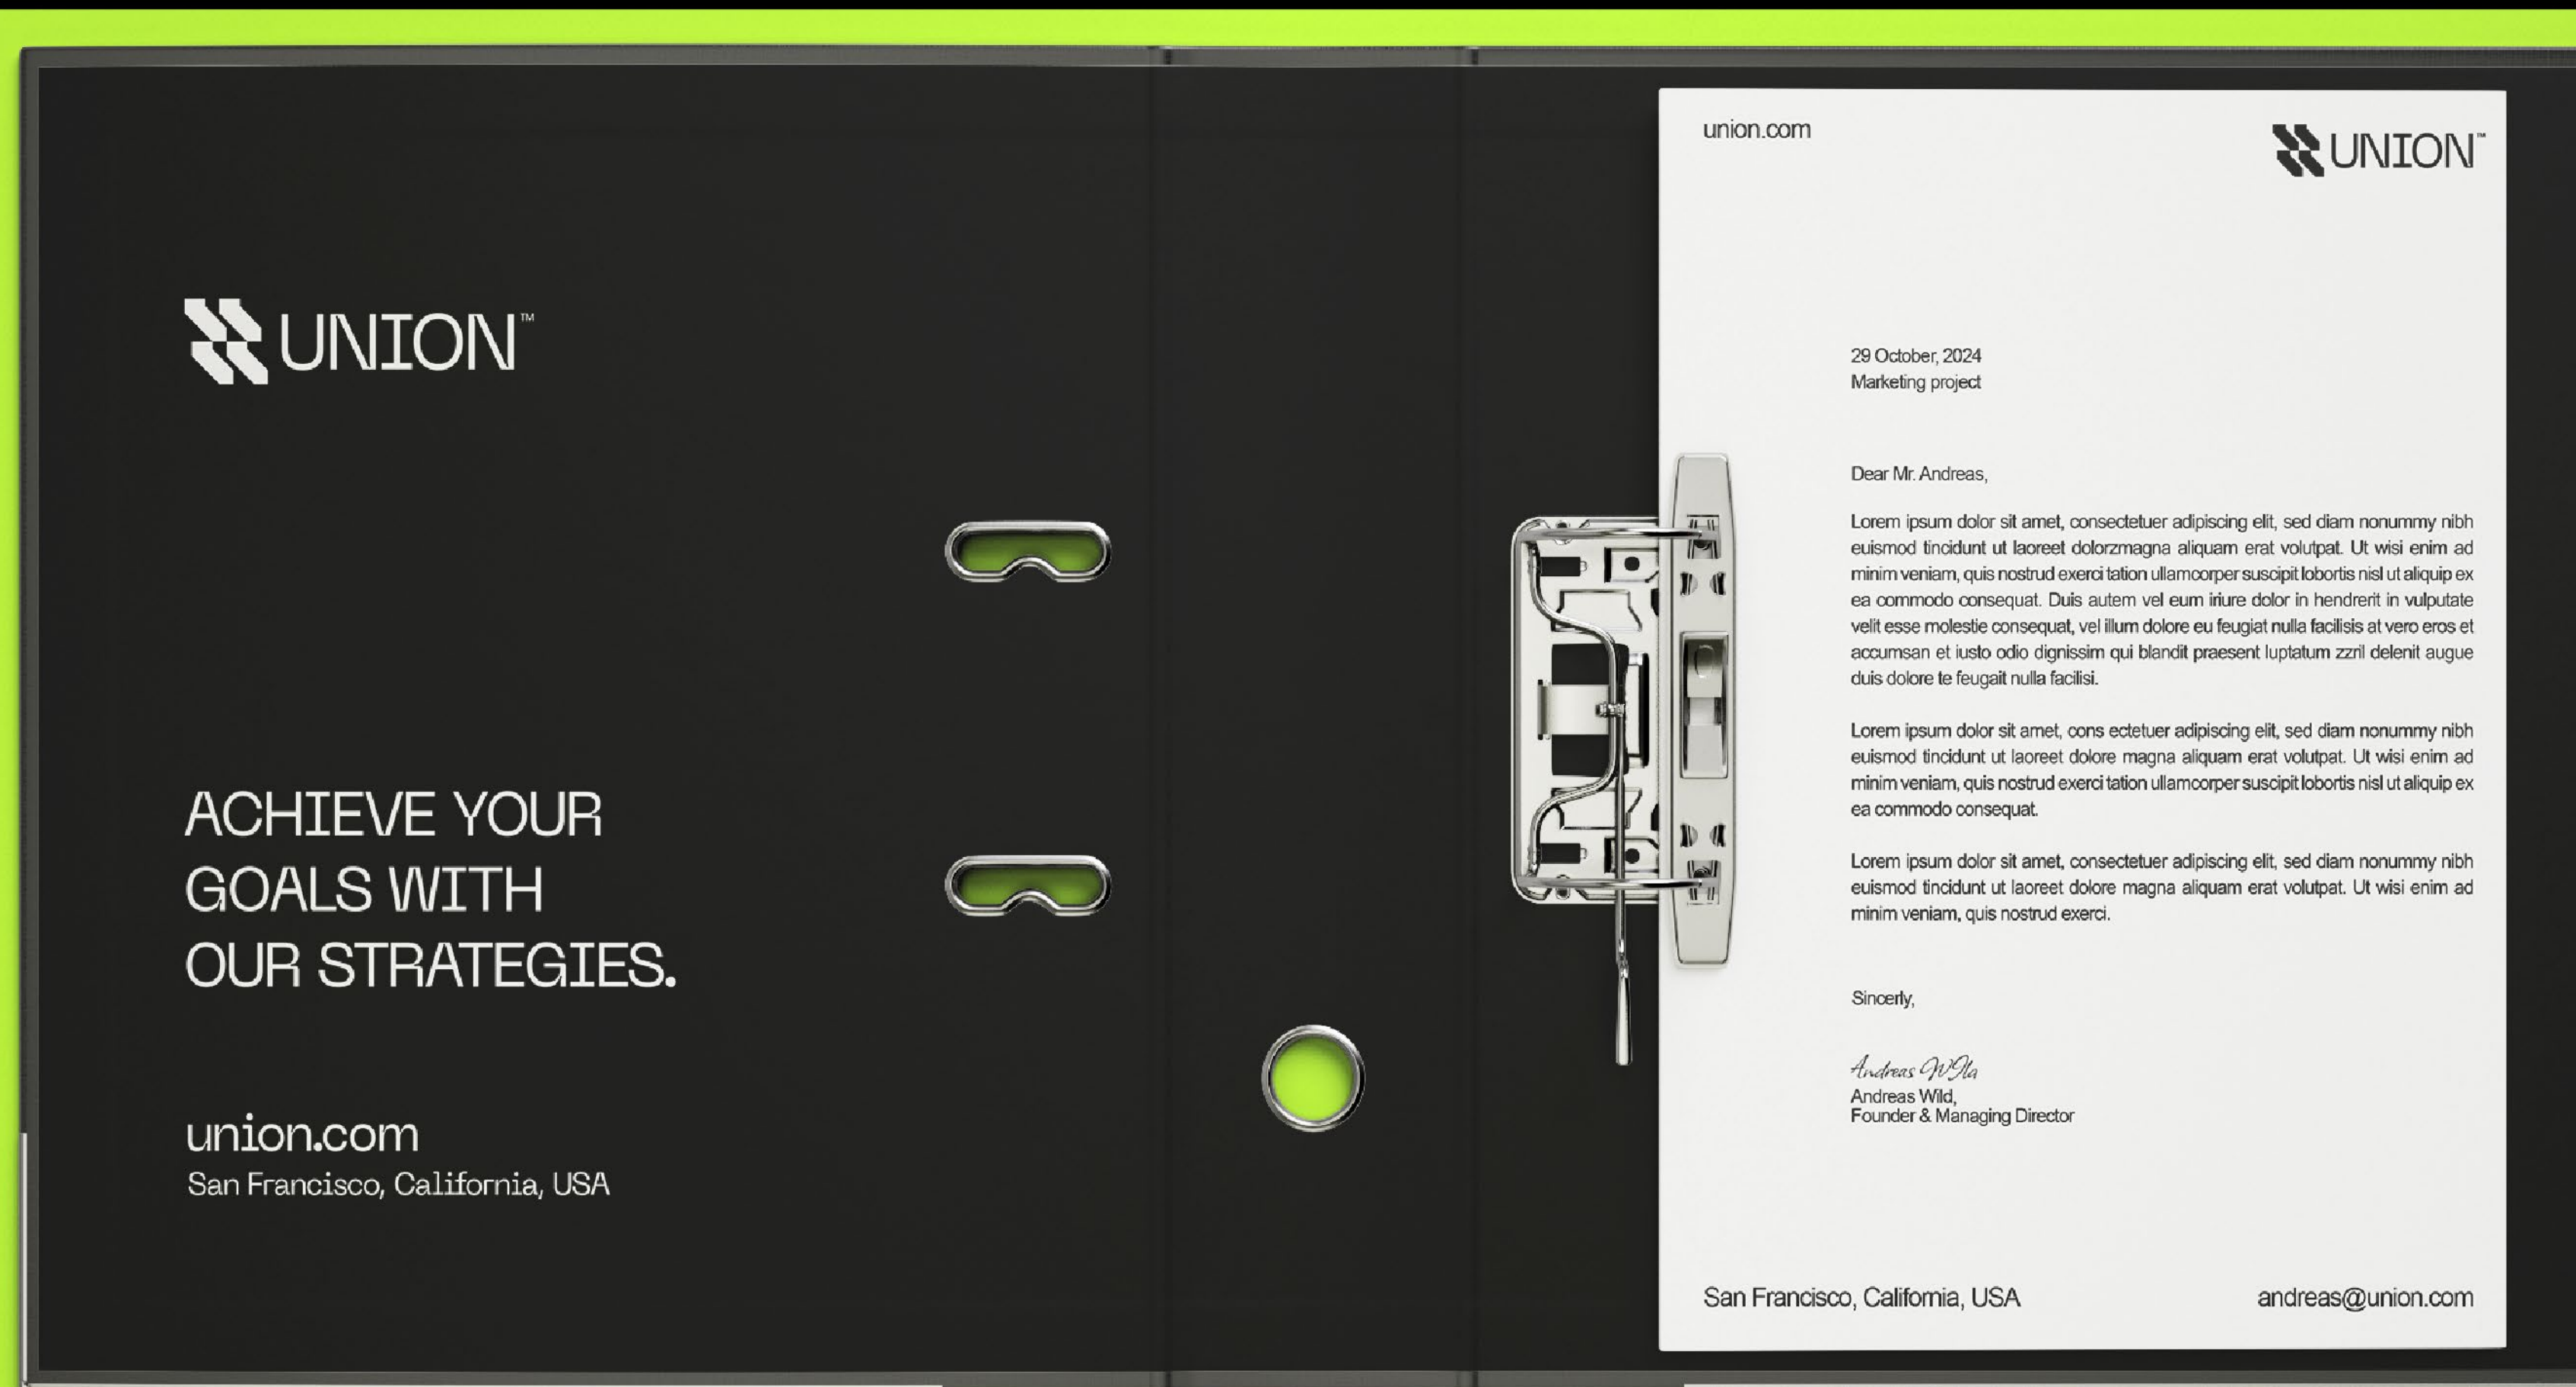 UNION™
ACHIEVE YOUR
GOALS WITH
OUR STRATEGIES.
union.com
San Francisco, California, USA
union.com
UNION™
29 October, 2024
Marketing project
Dear Mr. Andreas,
Lorem ipsum dolor sit amet, consectetuer adipiscing elit, sed diam nonummy nibh
euismod tincidunt ut laoreet dolorzmagna aliquam erat volutpat. Ut wisi enim ad
minim veniam, quis nostrud exerci tation ullamcorper suscipit lobortis nisl ut aliquip ex
ea commodo consequat. Duis autem vel eum iriure dolor in hendrerit in vulputate
velit esse molestie consequat, vel illum dolore eu feugiat nulla facilisis at vero eros et
accumsan et iusto odio dignissim qui blandit praesent luptatum zzril delenit augue
duis dolore te feugait nulla facilisi.
Lorem ipsum dolor sit amet, cons ectetuer adipiscing elit, sed diam nonummy nibh
euismod tincidunt ut laoreet dolore magna aliquam erat volutpat. Ut wisi enim ad
minim veniam, quis nostrud exerci tation ullamcorper suscipit lobortis nisl ut aliquip ex
ea commodo consequat.
Lorem ipsum dolor sit amet, consectetuer adipiscing elit, sed diam nonummy nibh
euismod tincidunt ut laoreet dolore magna aliquam erat volutpat. Ut wisi enim ad
minim veniam, quis nostrud exerci.
Sincerly,
Andreas
Andreas Wild,
Founder & Managing Director
San Francisco, California, USA
andreas@union.com